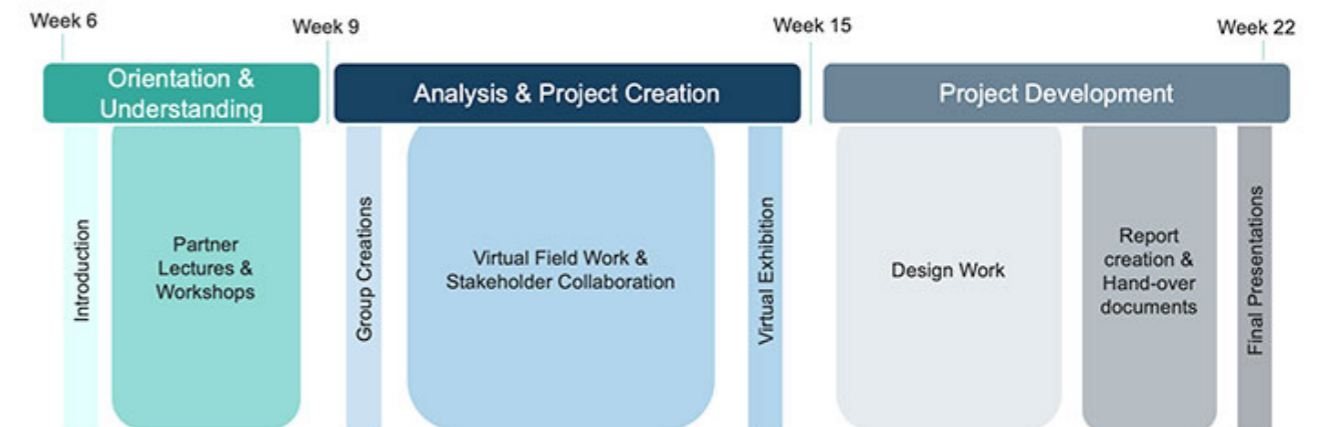 Week 6
Week 9
Week 15
Week 22
Orientation &
Understanding
Analysis & Project Creation
Project Development
Introduction
Partner
Lectures &
Workshops
Group Creations
Virtual Field Work &
Stakeholder Collaboration
Virtual Exhibition
Design Work
Report
creation &
Hand-over
documents
Final Presentations